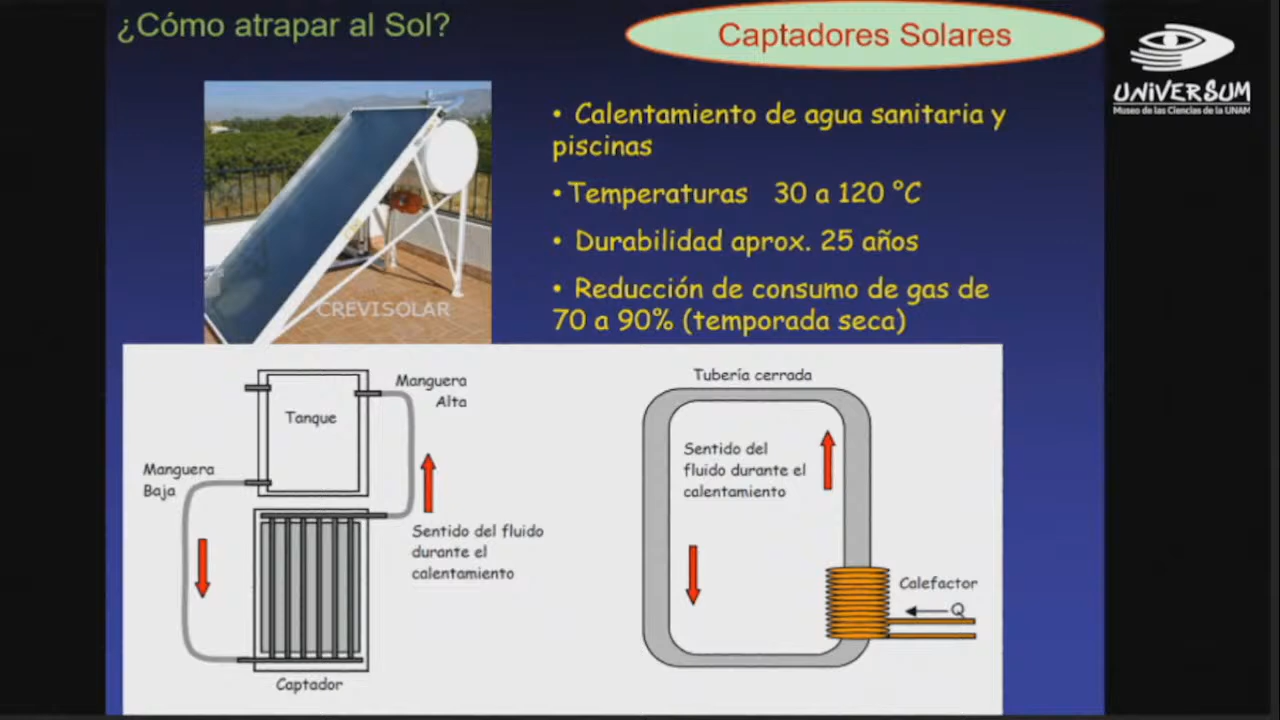 ¿Cómo atrapar al Sol?
Captadores Solares
UNIVERSUM
Museo de las Ciencias de la UNAM
• Calentamiento de agua sanitaria y
piscinas
• Temperaturas 30 a 120 °C
• Durabilidad aprox. 25 años
• Reducción de consumo de gas de
70 a 90% (temporada seca)
CREVISOLAR
Manguera
Alta
Tanque
Manguera
Baja
Sentido del fluido
durante el
calentamiento
Captador
Tubería cerrada
Sentido del
fluido durante el
calentamiento
Calefactor
Q